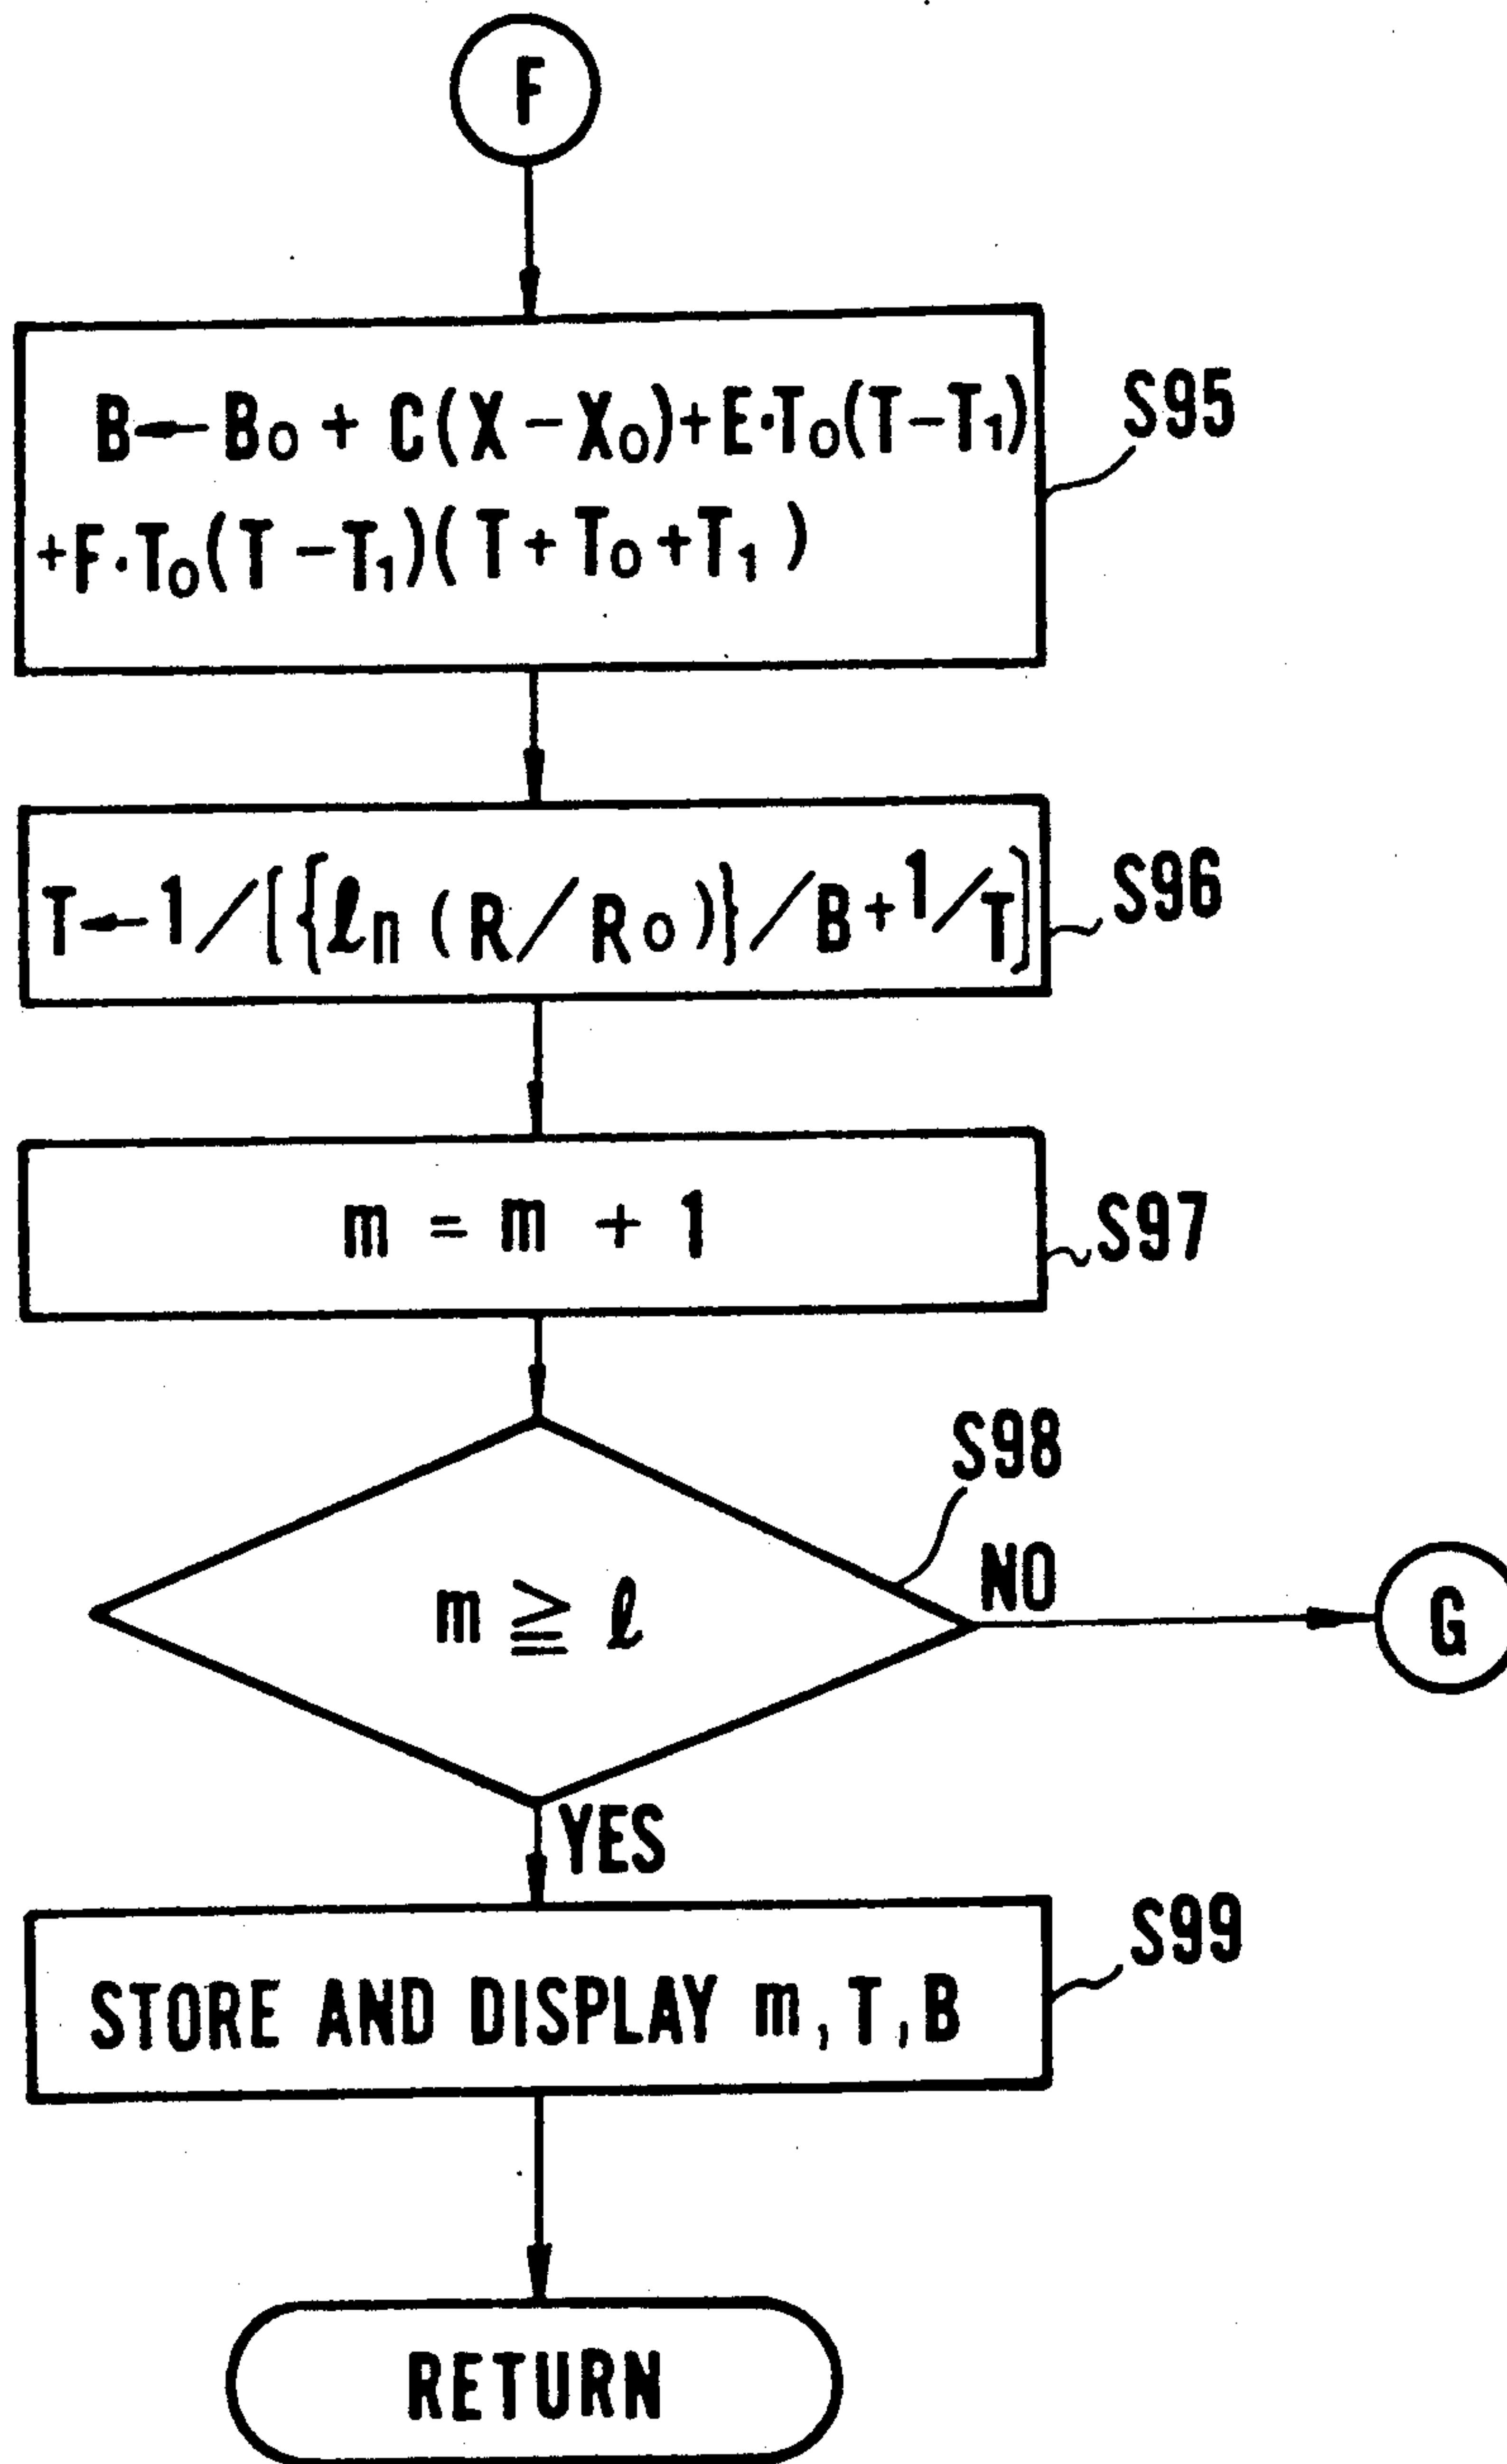 F
B←B₀ + C(X − X₀) + E·T₀(T − T₁)
+F·T₀(T − T₁)(T + T₀ + T₁)
S95
T←1/[{ℓn (R/R₀)}/B + 1/T]
S96
m = m + 1
S97
S98
m ≧ ℓ
NO
G
YES
S99
STORE AND DISPLAY m, T, B
RETURN